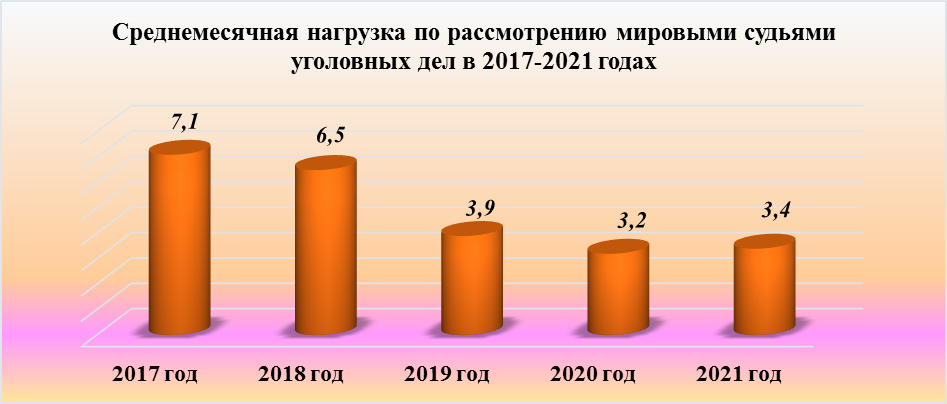 Среднемесячная нагрузка по рассмотрению мировыми судьями
уголовных дел в 2017-2021 годах
7,1
6,5
3,9
3,2
3,4
2017 год
2018 год
2019 год
2020 год
2021 год